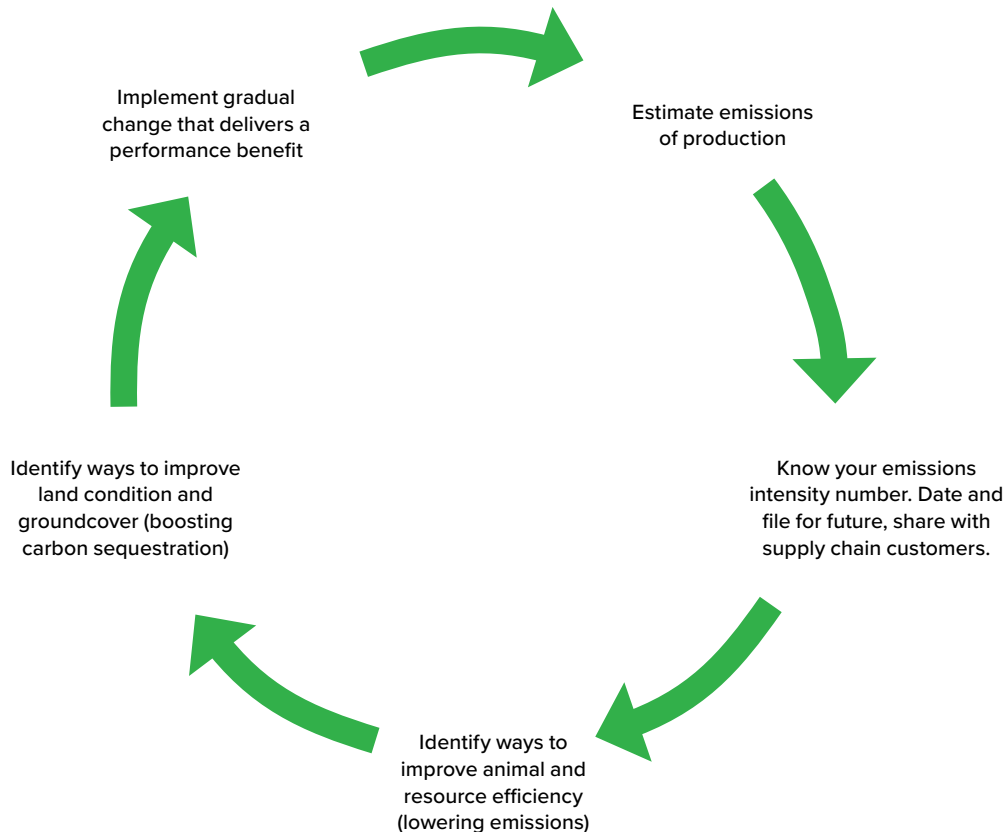 Implement gradual
change that delivers a
performance benefit
Estimate emissions
of production
Know your emissions
intensity number. Date and
file for future, share with
supply chain customers.
Identify ways to
improve animal and
resource efficiency
(lowering emissions)
Identify ways to improve
land condition and
groundcover (boosting
carbon sequestration)